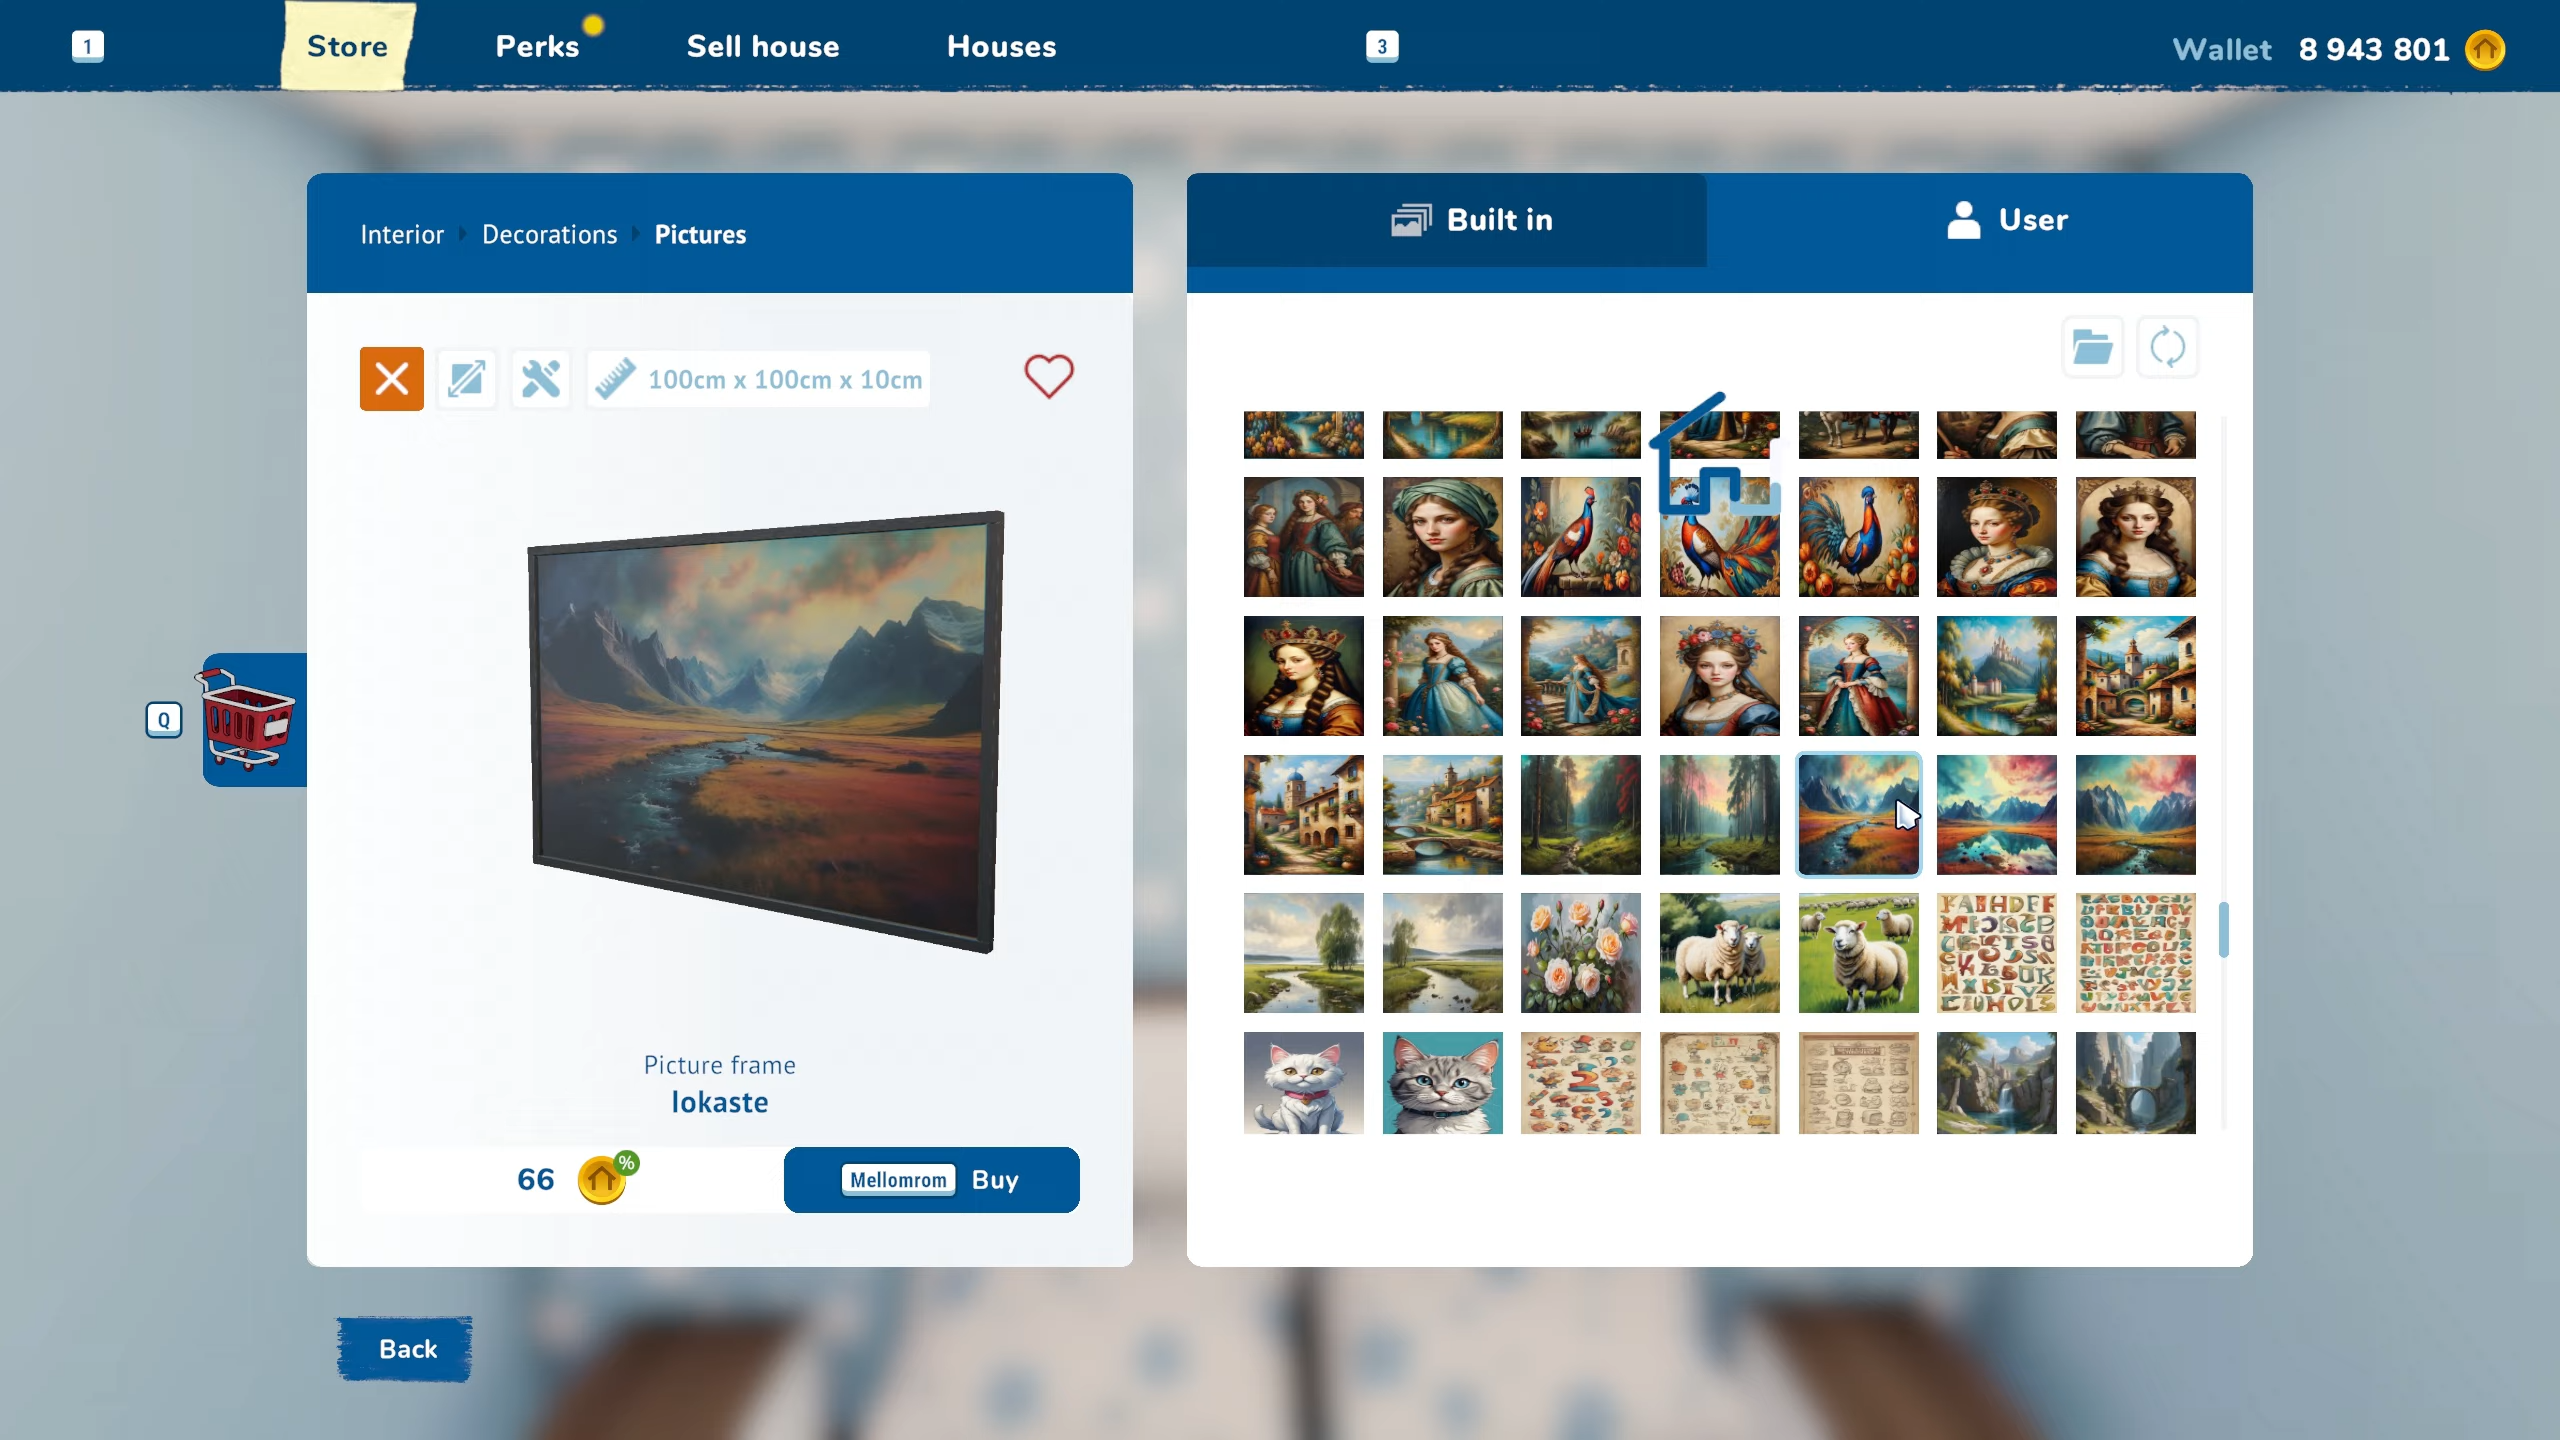 1
Store
Perks
Sell house
Houses
3
Wallet
8 943 801
Interior
Decorations
Pictures
Built in
User
100cm x 100cm x 10cm
Q
Picture frame
lokaste
66
%
Mellomrom
Buy
Back